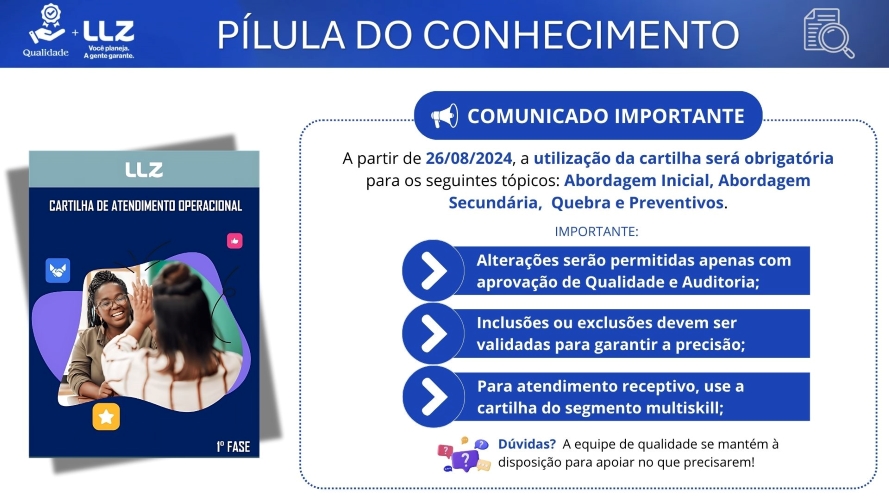 Qualidade
+
LLZ
Você planeja.
A gente garante.
PÍLULA DO CONHECIMENTO
LLZ
CARTILHA DE ATENDIMENTO OPERACIONAL
1º FASE
COMUNICADO IMPORTANTE
A partir de 26/08/2024, a utilização da cartilha será obrigatória
para os seguintes tópicos: Abordagem Inicial, Abordagem
Secundária, Quebra e Preventivos.
IMPORTANTE:
Alterações serão permitidas apenas com
aprovação de Qualidade e Auditoria;
Inclusões ou exclusões devem ser
validadas para garantir a precisão;
Para atendimento receptivo, use a
cartilha do segmento multiskill;
Dúvidas? A equipe de qualidade se mantém à
disposição para apoiar no que precisarem!